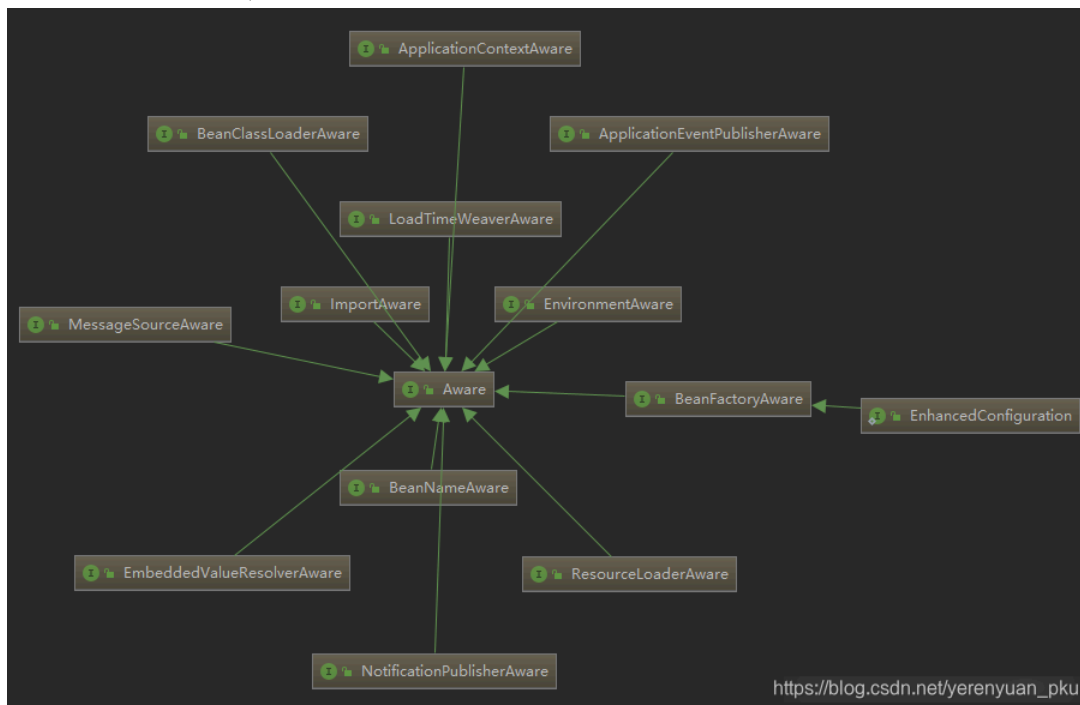 ApplicationContextAware
BeanClassLoaderAware
ApplicationEventPublisherAware
LoadTimeWeaverAware
ImportAware
EnvironmentAware
MessageSourceAware
Aware
BeanFactoryAware
EnhancedConfiguration
BeanNameAware
EmbeddedValueResolverAware
ResourceLoaderAware
NotificationPublisherAware
https://blog.csdn.net/yerenyuan_pku